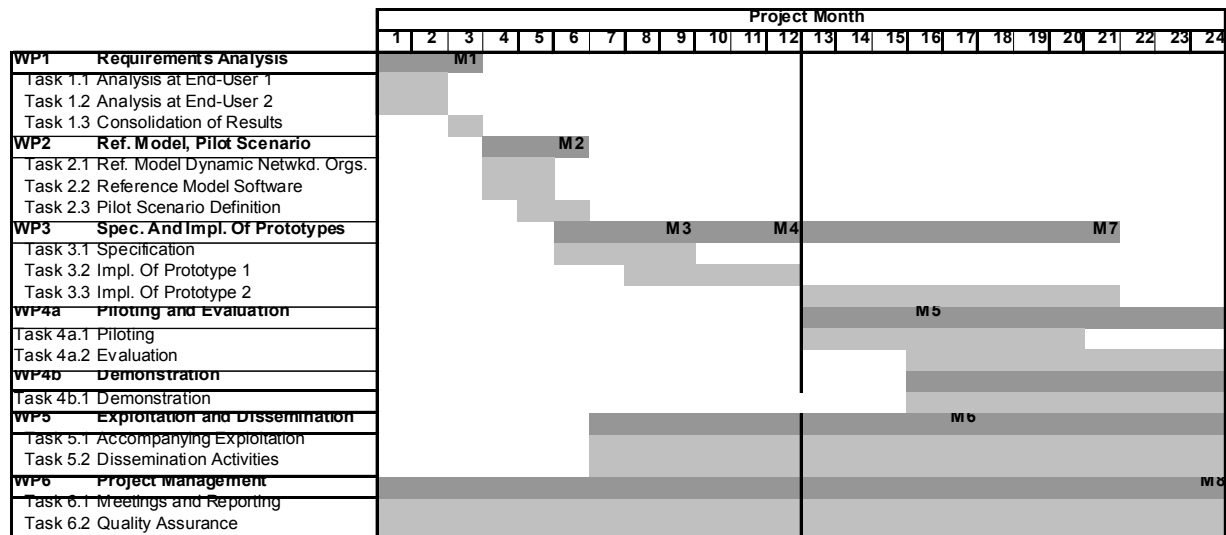 Project Month
1 2 3 4 5 6 7 8 9 10 11 12 13 14 15 16 17 18 19 20 21 22 23 24
WP1 Requirements Analysis M1
Task 1.1 Analysis at End-User 1
Task 1.2 Analysis at End-User 2
Task 1.3 Consolidation of Results
WP2 Ref. Model, Pilot Scenario M2
Task 2.1 Ref. Model Dynamic Netwkd. Orgs.
Task 2.2 Reference Model Software
Task 2.3 Pilot Scenario Definition
WP3 Spec. And Impl. Of Prototypes M3 M4 M7
Task 3.1 Specification
Task 3.2 Impl. Of Prototype 1
Task 3.3 Impl. Of Prototype 2
WP4a Piloting and Evaluation M5
Task 4a.1 Piloting
Task 4a.2 Evaluation
WP4b Demonstration
Task 4b.1 Demonstration
WP5 Exploitation and Dissemination M6
Task 5.1 Accompanying Exploitation
Task 5.2 Dissemination Activities
WP6 Project Management M8
Task 6.1 Meetings and Reporting
Task 6.2 Quality Assurance